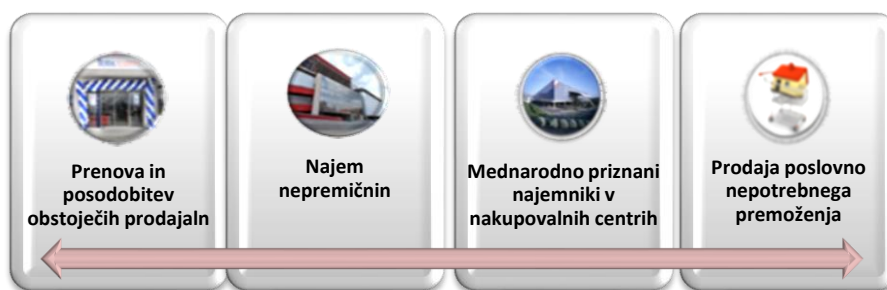 Prenova in
posodobitev
obstoječih prodajaln
Najem
nepremičnin
Mednarodno priznani
najemniki v
nakupovalnih centrih
Prodaja poslovno
nepotrebnega
premoženja